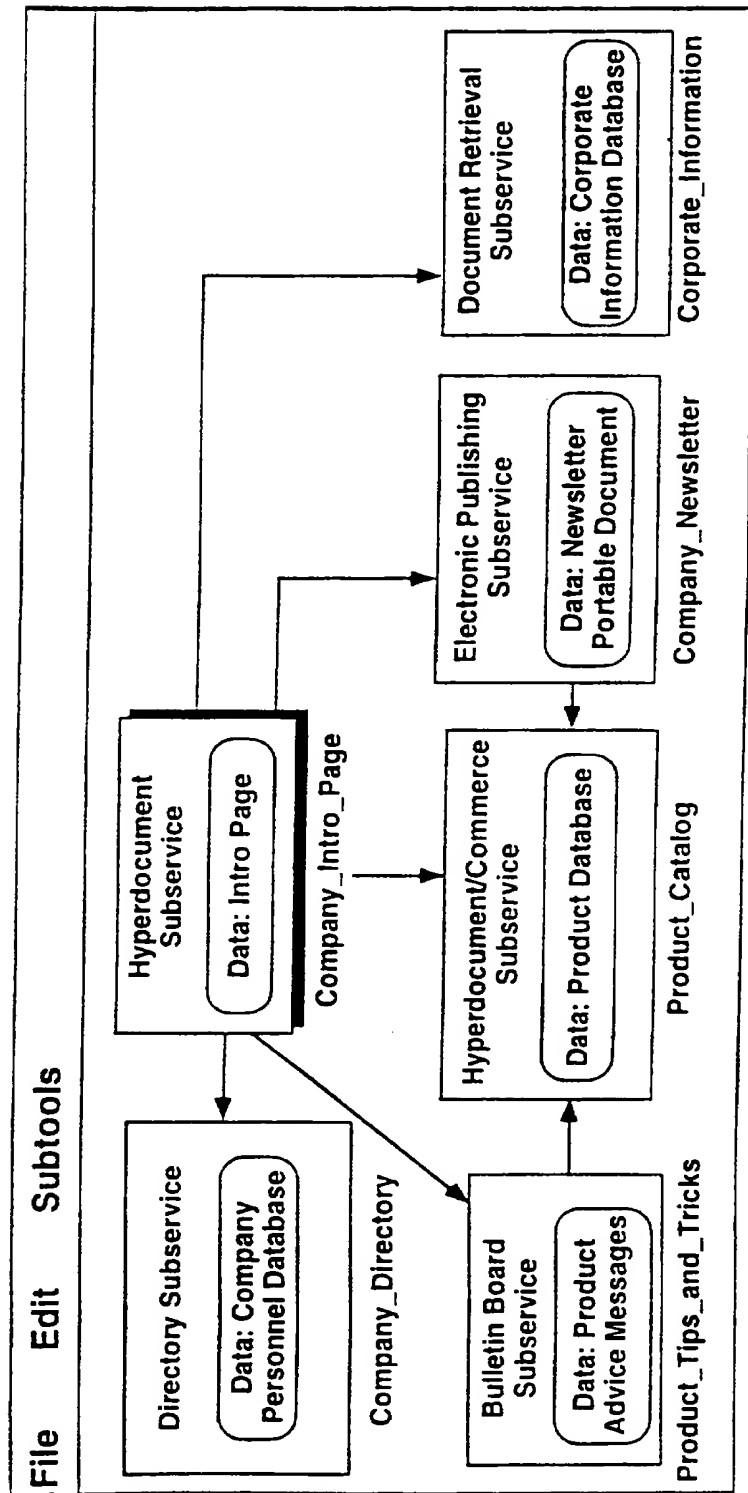 File Edit Subtools
Directory Subservice
Data: Company
Personnel Database
Company_Directory
Hyperdocument
Subservice
Data: Intro Page
Company_Intro_Page
Bulletin Board
Subservice
Data: Product
Advice Messages
Product_Tips_and_Tricks
Hyperdocument/Commerce
Subservice
Data: Product Database
Product_Catalog
Electronic Publishing
Subservice
Data: Newsletter
Portable Document
Company_Newsletter
Document Retrieval
Subservice
Data: Corporate
Information Database
Corporate_Information